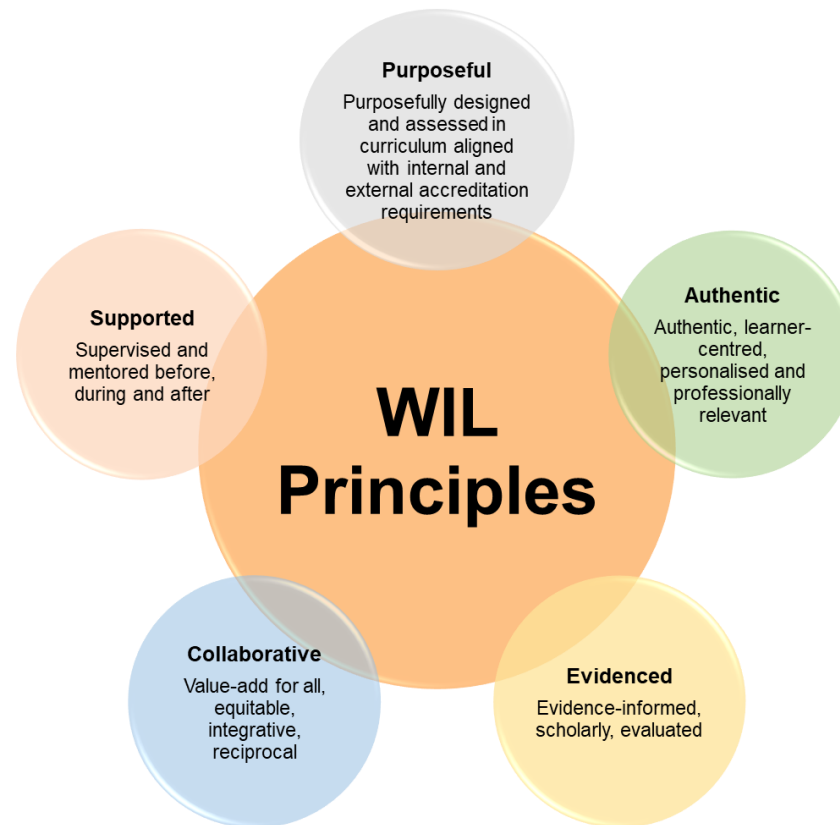 Purposeful
Purposefully designed
and assessed in
curriculum aligned
with internal and
external accreditation
requirements
Authentic
Authentic, learner-
centred,
personalised and
professionally
relevant
Supported
Supervised and
mentored before,
during and after
WIL
Principles
Collaborative
Value-add for all,
equitable,
integrative,
reciprocal
Evidenced
Evidence-informed,
scholarly, evaluated